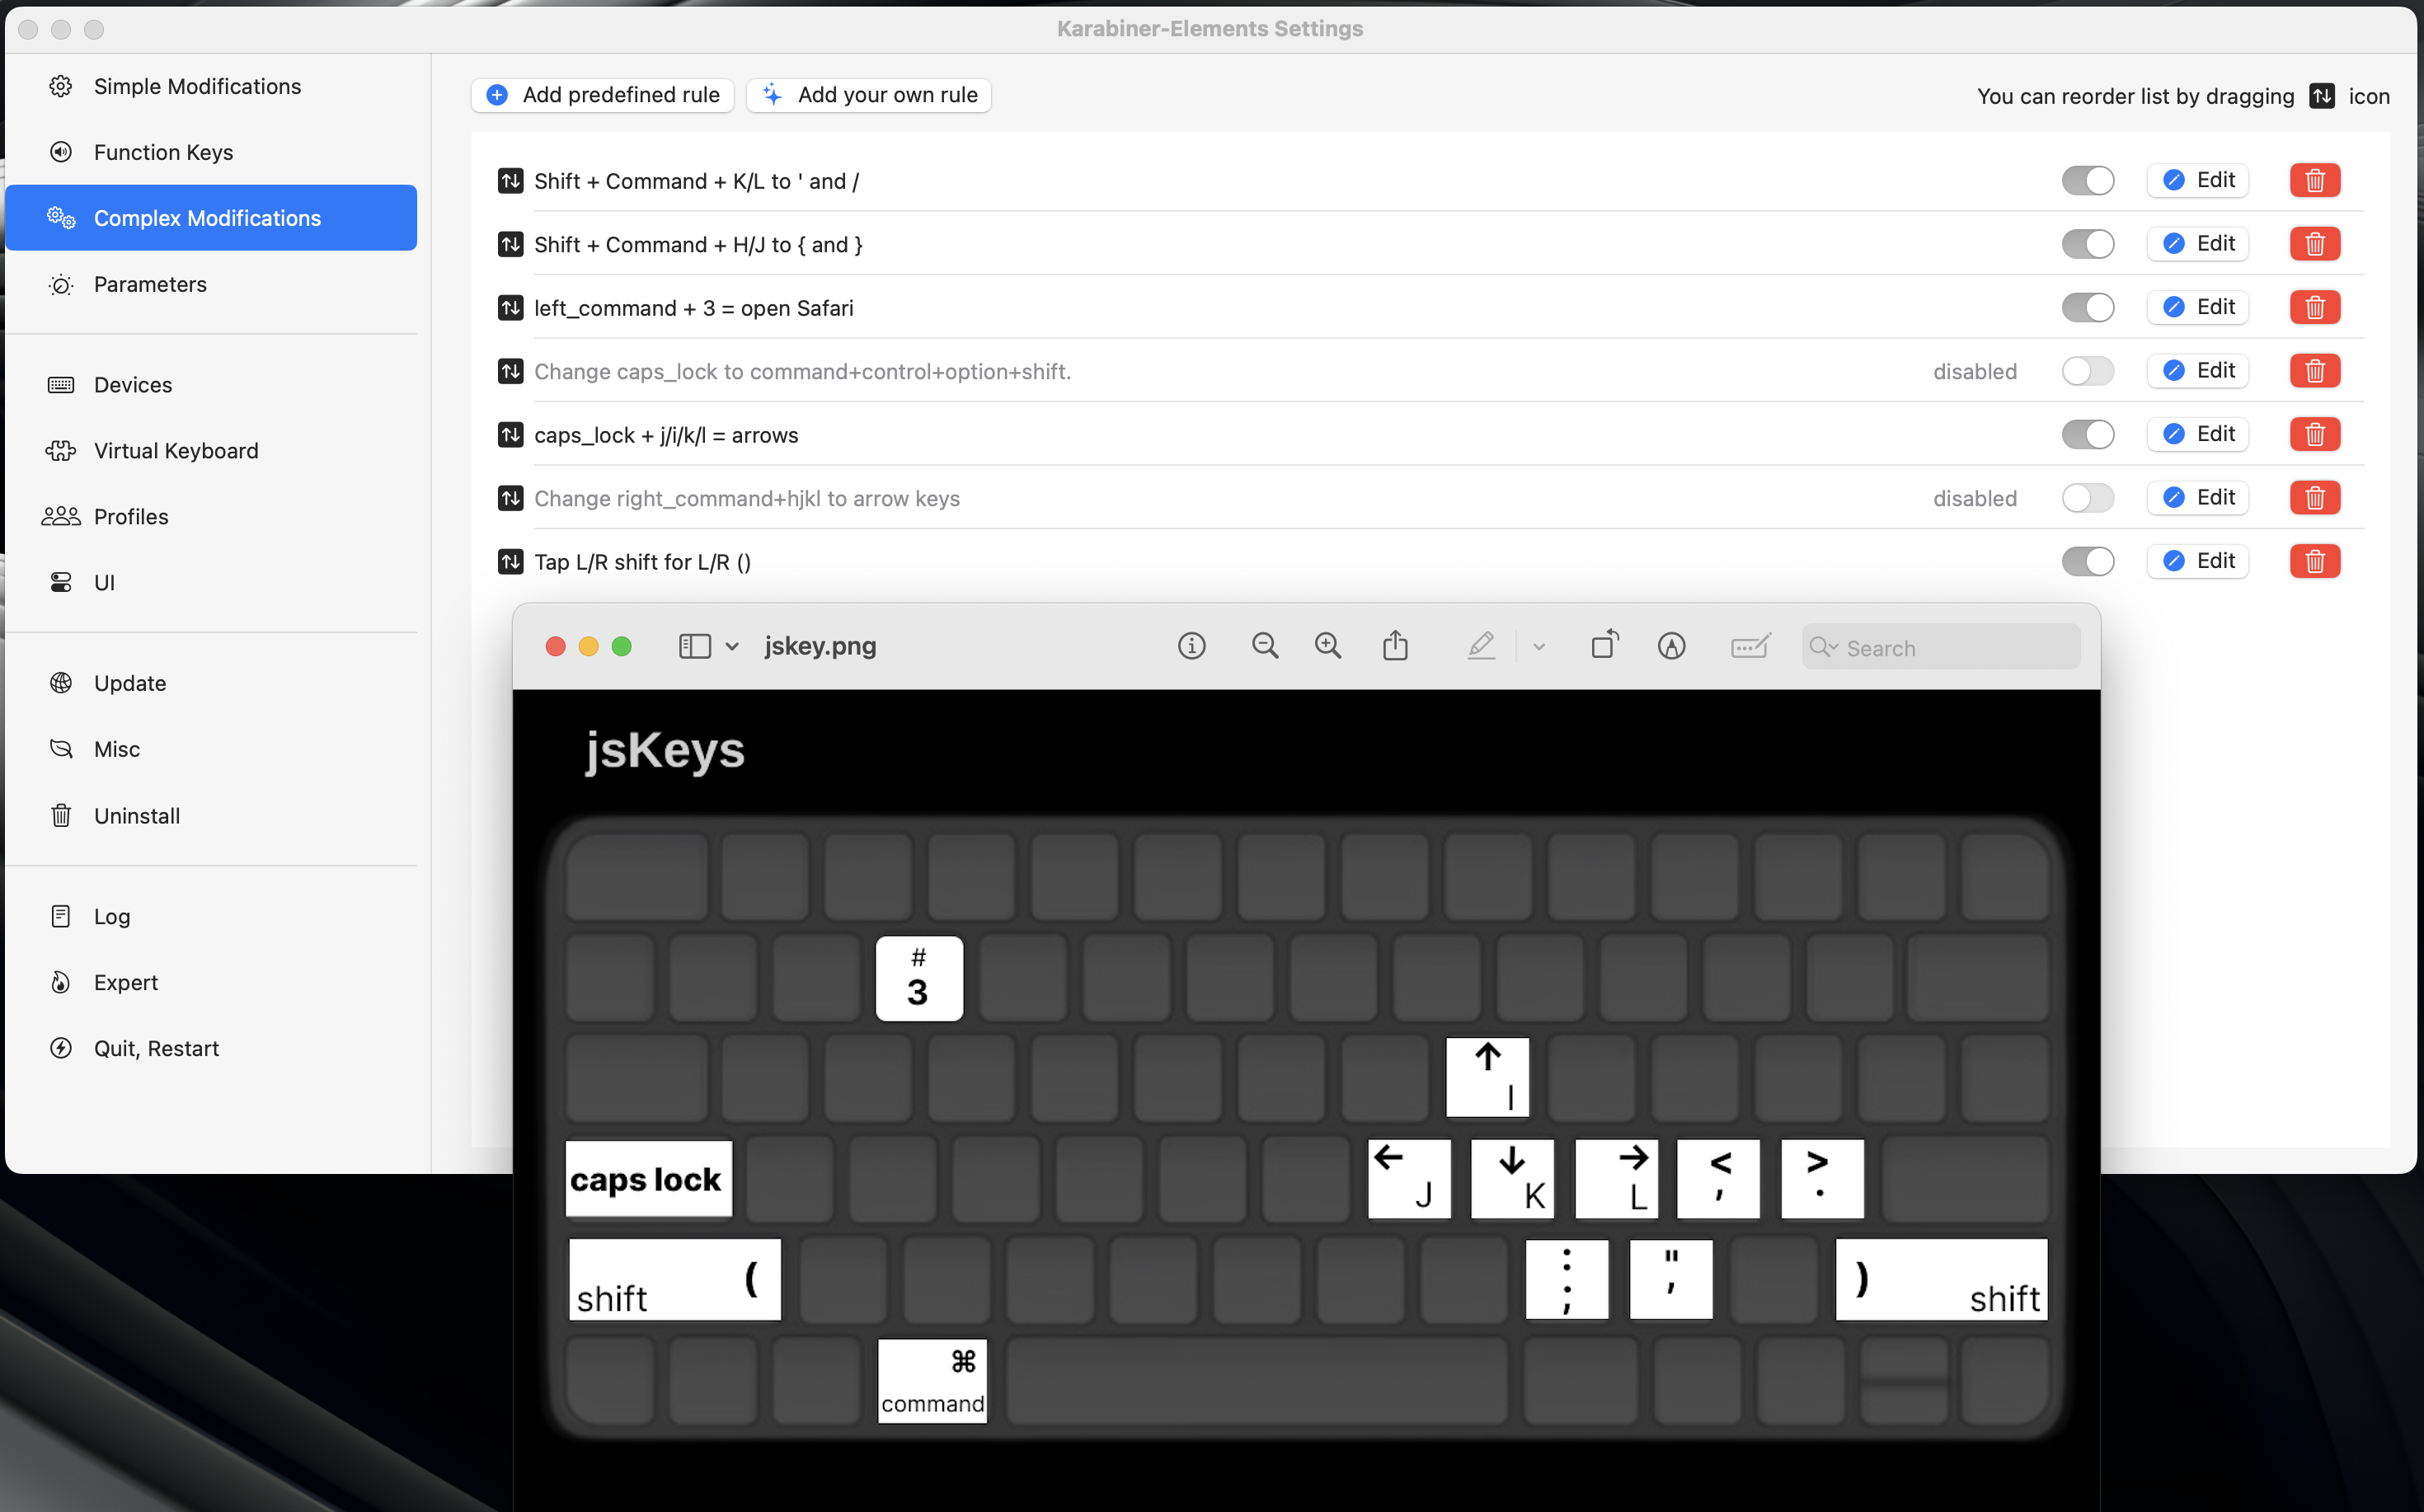 Karabiner-Elements Settings
Simple Modifications
Function Keys
Complex Modifications
Parameters
Devices
Virtual Keyboard
Profiles
UI
Update
Misc
Uninstall
Log
Expert
Quit, Restart
Add predefined rule
Add your own rule
You can reorder list by dragging icon
Shift + Command + K/L to ' and /
Edit
Shift + Command + H/J to { and }
Edit
left_command + 3 = open Safari
Edit
Change caps_lock to command+control+option+shift.
disabled
Edit
caps_lock + j/i/k/l = arrows
Edit
Change right_command+hjkl to arrow keys
disabled
Edit
Tap L/R shift for L/R ()
Edit
jskey.png
Search
jsKeys
#
3
↑
I
caps lock
←
J
↓
K
→
L
<
,
>
.
shift (
:
;
"
'
) shift
⌘
command